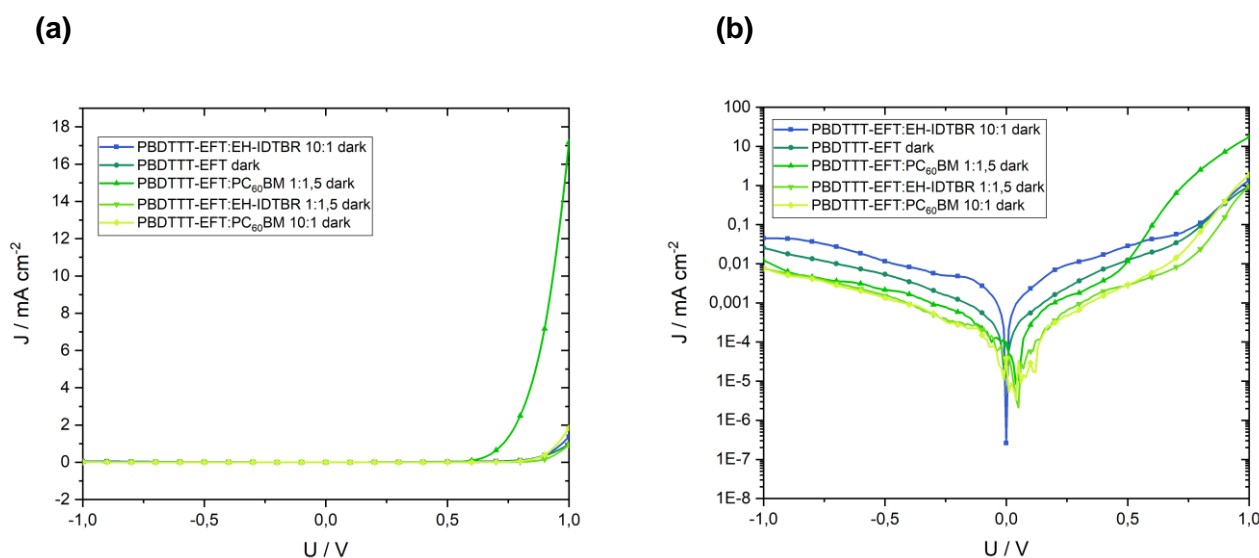 (a)
18
16
14
12
10
8
6
4
2
0
-2
J / mA cm-2
PBDTTT-EFT:EH-IDTBR 10:1 dark
PBDTTT-EFT dark
PBDTTT-EFT:PC60BM 1:1,5 dark
PBDTTT-EFT:EH-IDTBR 1:1,5 dark
PBDTTT-EFT:PC60BM 10:1 dark
-1,0 -0,5 0,0 0,5 1,0
U / V
(b)
100
10
1
0,1
0,01
0,001
1E-4
1E-5
1E-6
1E-7
1E-8
J / mA cm-2
PBDTTT-EFT:EH-IDTBR 10:1 dark
PBDTTT-EFT dark
PBDTTT-EFT:PC60BM 1:1,5 dark
PBDTTT-EFT:EH-IDTBR 1:1,5 dark
PBDTTT-EFT:PC60BM 10:1 dark
-1,0 -0,5 0,0 0,5 1,0
U / V